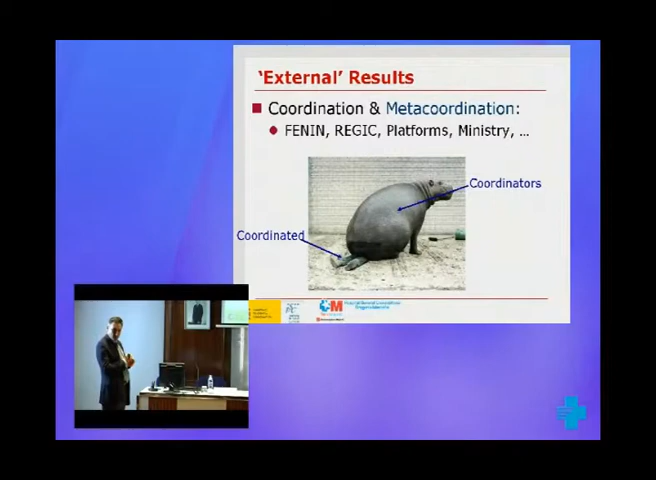 'External' Results
Coordination & Metacoordination:
FENIN, REGIC, Platforms, Ministry, ...
Coordinators
Coordinated